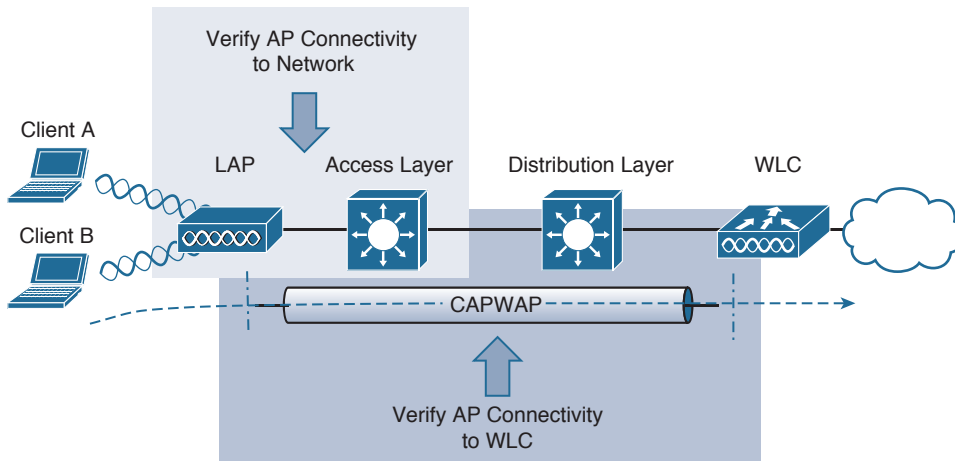 Verify AP Connectivity
to Network
Client A
LAP
Access Layer
Distribution Layer
WLC
Client B
CAPWAP
Verify AP Connectivity
to WLC